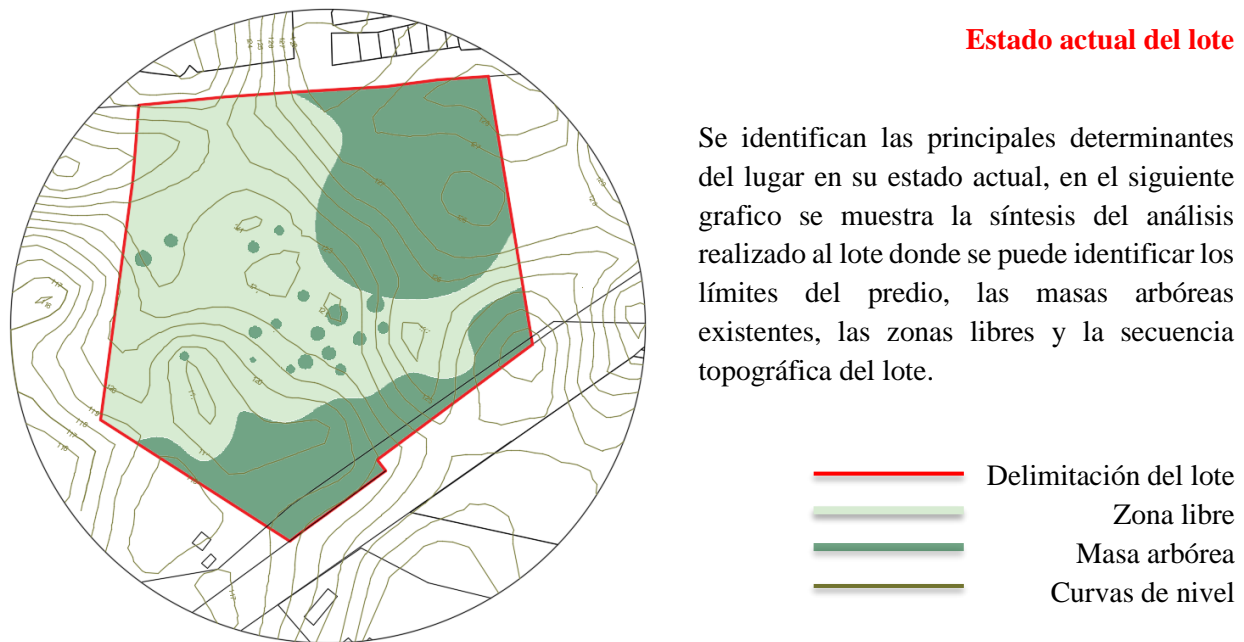 Estado actual del lote
Se identifican las principales determinantes
del lugar en su estado actual, en el siguiente
grafico se muestra la síntesis del análisis
realizado al lote donde se puede identificar los
límites del predio, las masas arbóreas
existentes, las zonas libres y la secuencia
topográfica del lote.
Delimitación del lote
Zona libre
Masa arbórea
Curvas de nivel